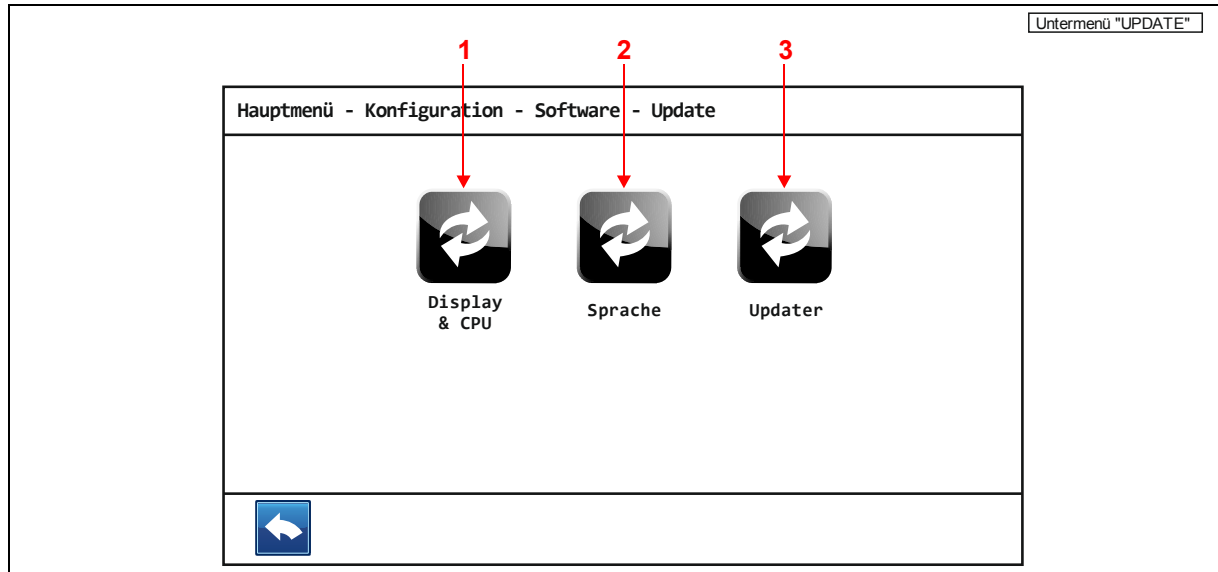 Untermenü "UPDATE"
1 2 3
Hauptmenü - Konfiguration - Software - Update
Display
& CPU
Sprache
Updater